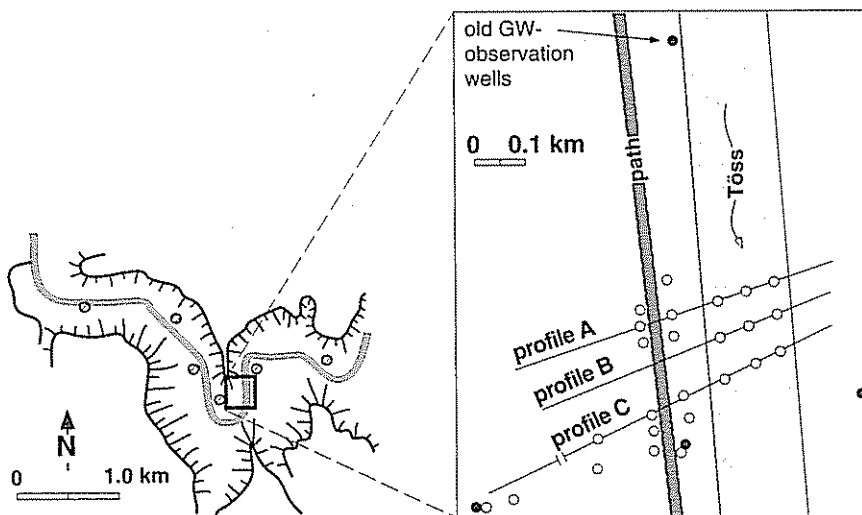 old GW-
observation
wells
0 0.1 km
path
Töss
profile A
profile B
profile C
N
0 1.0 km